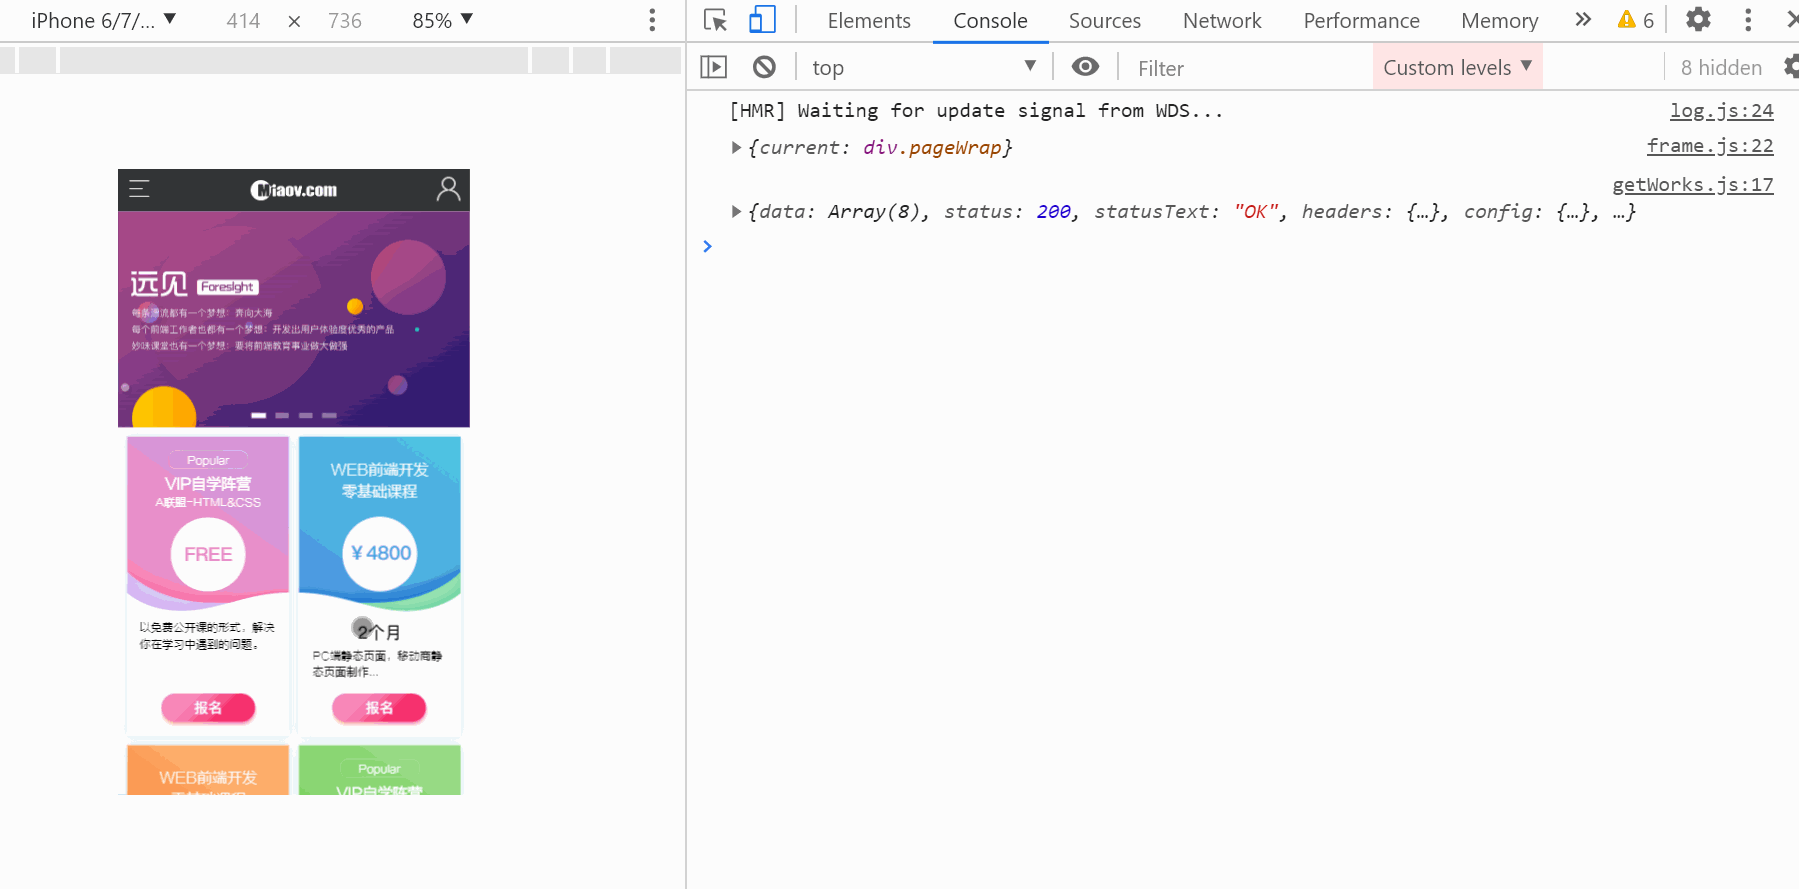 iPhone 6/7/... ▼ 414 × 736 85% ▼
Elements Console Sources Network Performance Memory » 6
top ▼ Filter Custom levels ▼ 8 hidden
[HMR] Waiting for update signal from WDS... log.js:24
{current: div.pageWrap} frame.js:22
getWorks.js:17
{data: Array(8), status: 200, statusText: "OK", headers: {…}, config: {…}, …}
Miaov.com
远见 Foresight
每条溪流都有一个梦想：奔向大海
每个前端工作者也都有一个梦想：开发出用户体验度优秀的产品
妙味课堂也有一个梦想：要将前端教育事业做大做强
Popular
VIP自学阵营
A联盟-HTML&CSS
FREE
以免费公开课的形式，解决
你在学习中遇到的问题。
报名
WEB前端开发
零基础课程
¥4800
2个月
PC端静态页面，移动端静
态页面制作...
报名
WEB前端开发
零基础课程
Popular
VIP自学阵营